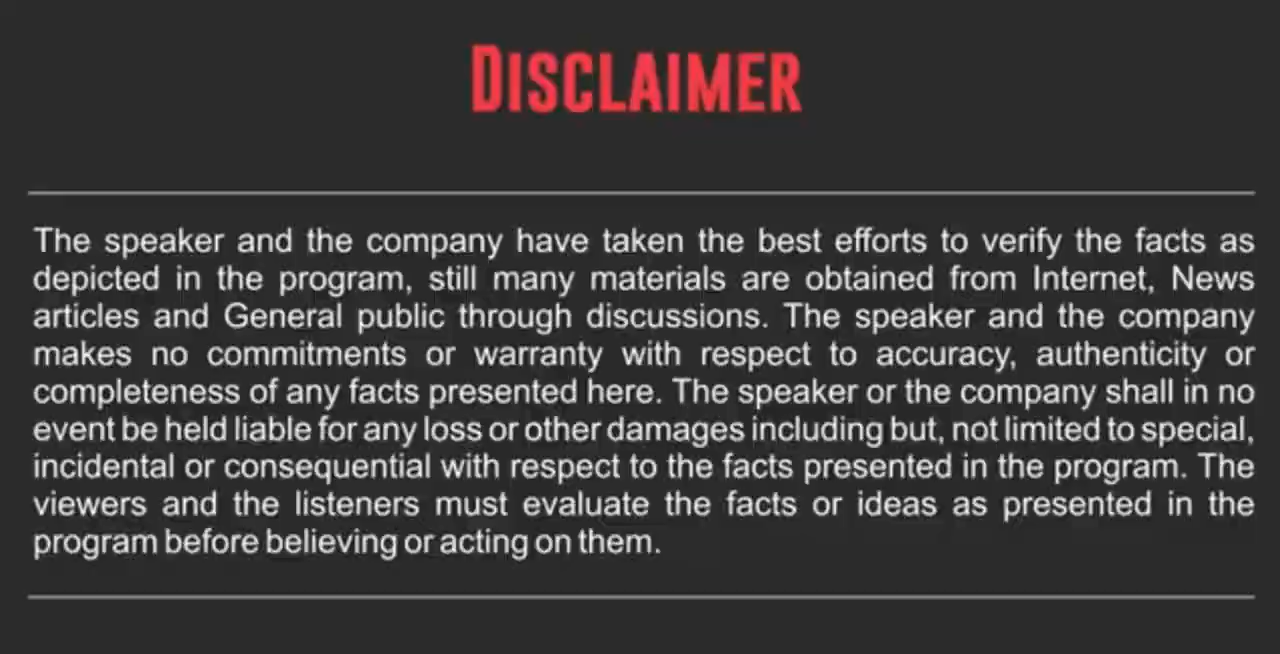 DISCLAIMER
The speaker and the company have taken the best efforts to verify the facts as
depicted in the program, still many materials are obtained from Internet, News
articles and General public through discussions. The speaker and the company
makes no commitments or warranty with respect to accuracy, authenticity or
completeness of any facts presented here. The speaker or the company shall in no
event be held liable for any loss or other damages including but, not limited to special,
incidental or consequential with respect to the facts presented in the program. The
viewers and the listeners must evaluate the facts or ideas as presented in the
program before believing or acting on them.